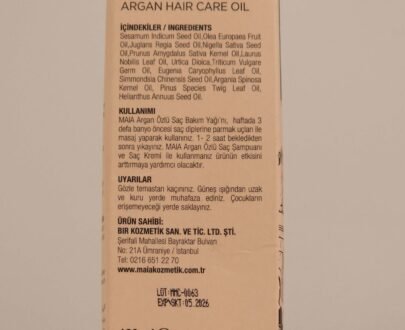 ARGAN HAIR CARE OIL
İÇİNDEKİLER / INGREDIENTS
Sesamum Indicum Seed Oil,Olea Europaea Fruit
Oil,Juglans Regia Seed Oil,Nigella Sativa Seed
Oil,Prunus Amygdalus Sativa Kernel Oil,Laurus
Nobilis Leaf Oil, Urtica Dioica,Triticum Vulgare
Germ Oil, Eugenia Caryophyllus Leaf Oil,
Simmondsia Chinensis Seed Oil,Argania Spinosa
Kernel Oil, Pinus Species Twig Leaf Oil,
Helianthus Annuus Seed Oil.
KULLANIMI
MAIA Argan Özlü Saç Bakım Yağı'nı, haftada 3
defa banyo öncesi saç diplerine parmak uçları ile
masaj yaparak kullanınız. 1- 2 saat bekledikten
sonra yıkayınız. MAIA Argan Özlü Saç Şampuanı
ve Saç Kremi ile kullanmanız ürünün etkisini
arttırmaya yardımcı olacaktır.
UYARILAR
Gözle temastan kaçınınız. Güneş ışığından uzak
ve kuru yerde muhafaza ediniz. Çocukların
erişemeyeceği yerde saklayınız.
ÜRÜN SAHİBİ:
BIR KOZMETIK SAN. VE TİC. LTD. ŞTİ.
Şerifali Mahallesi Bayraktar Bulvarı
No:21A Ümraniye / Istanbul
Tel: 0216 651 22 70
www.maiakozmetik.com.tr
LOT:MMC-0063
EXP/SKT:05.2026